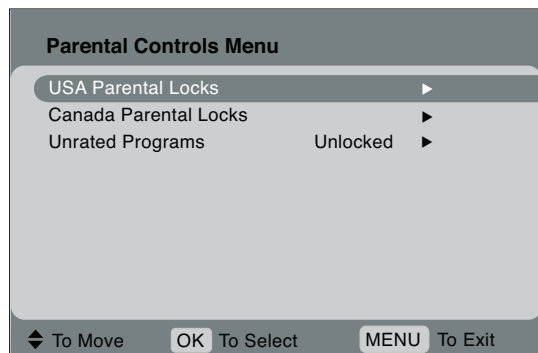 Parental Controls Menu
USA Parental Locks
Canada Parental Locks
Unrated Programs Unlocked
To Move OK To Select MENU To Exit